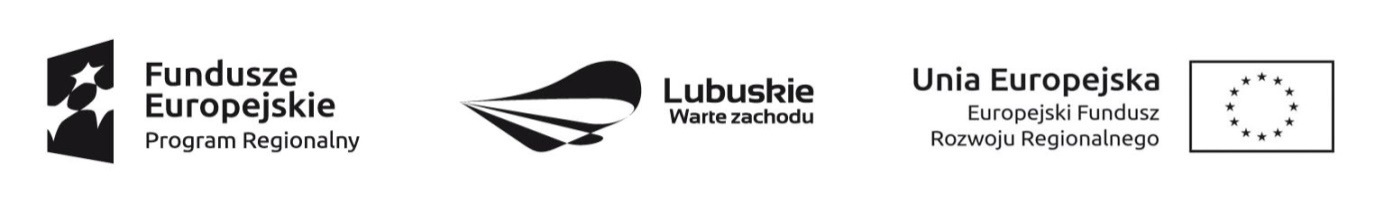 Fundusze
Europejskie
Program Regionalny
Lubuskie
Warte zachodu
Unia Europejska
Europejski Fundusz
Rozwoju Regionalnego